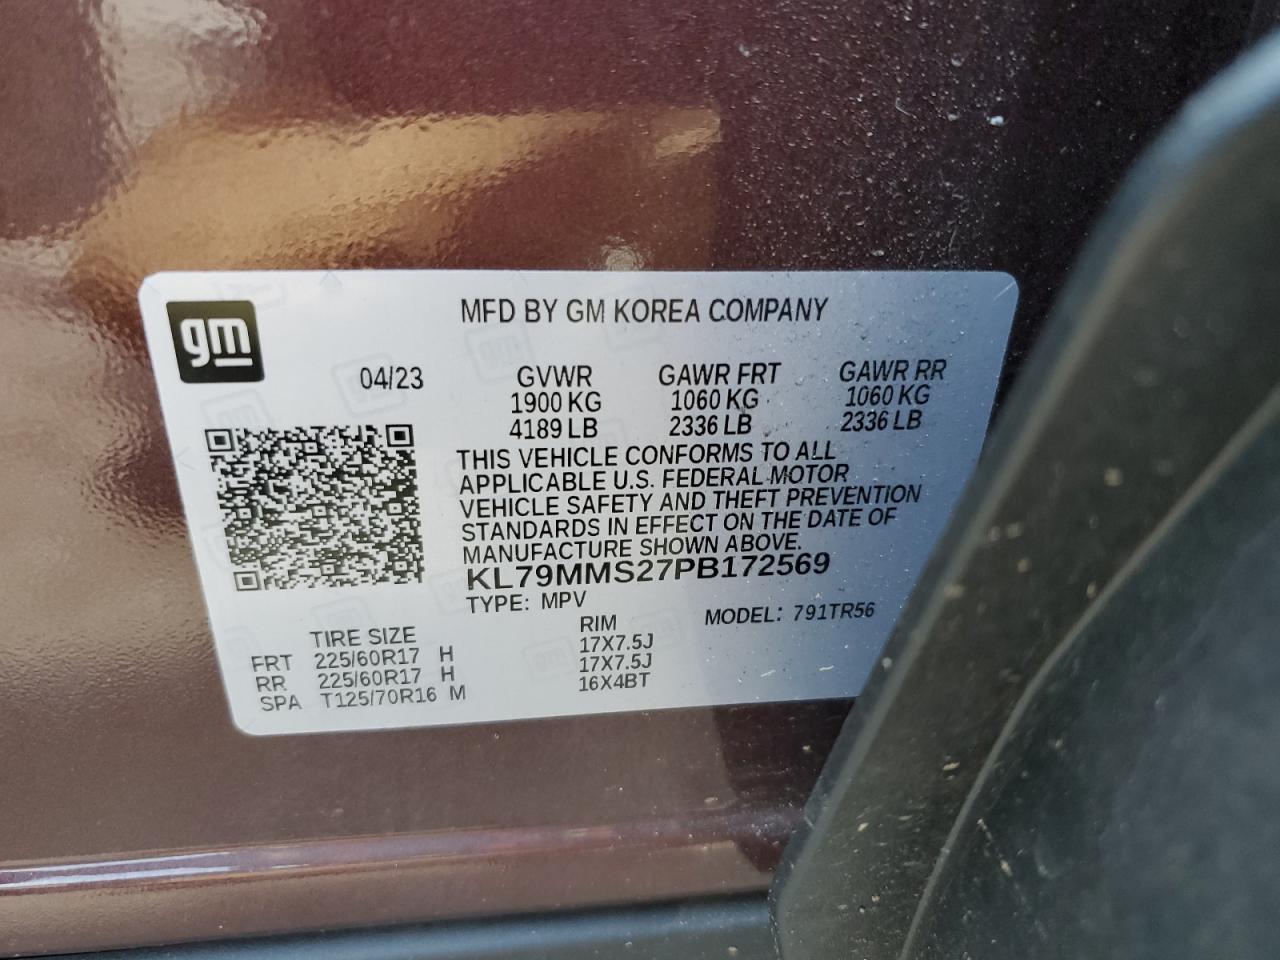 gm
MFD BY GM KOREA COMPANY
04/23 GVWR GAWR FRT GAWR RR
1900 KG 1060 KG 1060 KG
4189 LB 2336 LB 2336 LB
THIS VEHICLE CONFORMS TO ALL
APPLICABLE U.S. FEDERAL MOTOR
VEHICLE SAFETY AND THEFT PREVENTION
STANDARDS IN EFFECT ON THE DATE OF
MANUFACTURE SHOWN ABOVE.
KL79MMS27PB172569
TYPE: MPV MODEL: 791TR56
TIRE SIZE RIM
FRT 225/60R17 H 17X7.5J
RR 225/60R17 H 17X7.5J
SPA T125/70R16 M 16X4BT